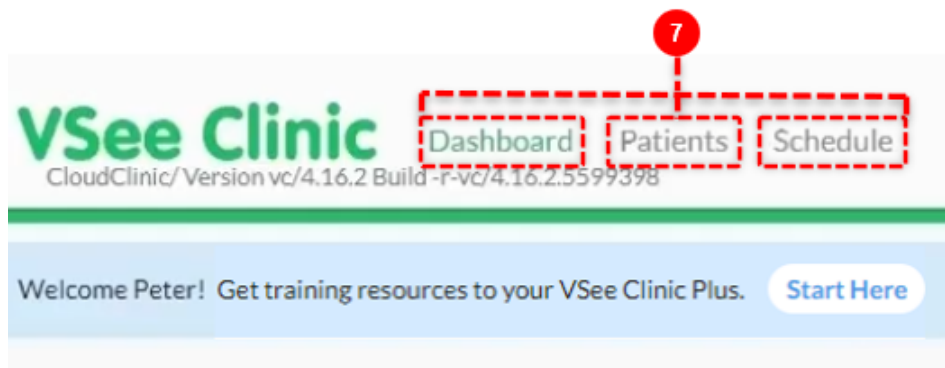 7
VSee Clinic Dashboard Patients Schedule
CloudClinic/ Version vc/4.16.2 Build -r-vc/4.16.2.5599398
Welcome Peter! Get training resources to your VSee Clinic Plus. Start Here